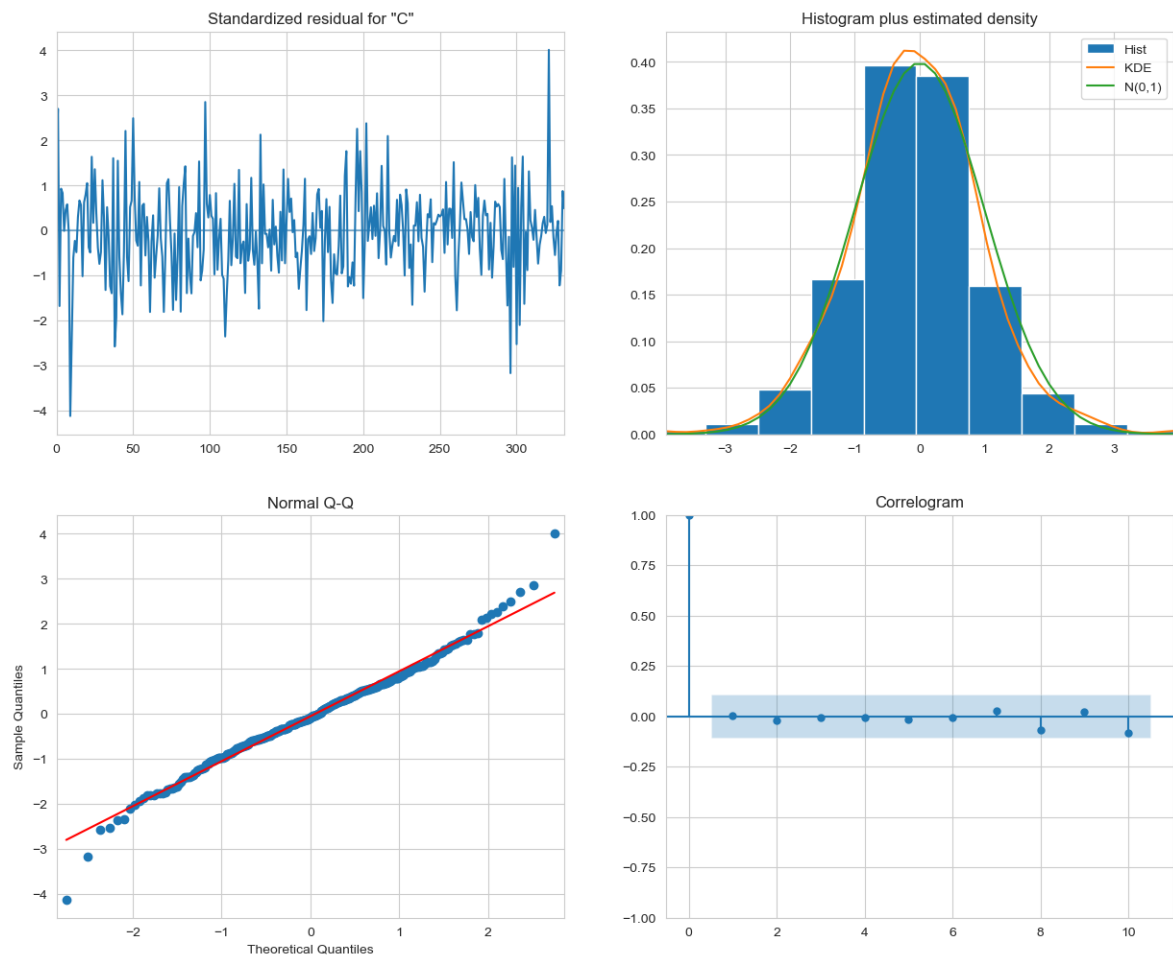 Standardized residual for "C"
4
3
2
1
0
−1
−2
−3
−4
0 50 100 150 200 250 300
Histogram plus estimated density
Hist
KDE
N(0,1)
0.40
0.35
0.30
0.25
0.20
0.15
0.10
0.05
0.00
−3 −2 −1 0 1 2 3
Normal Q-Q
Sample Quantiles
4
3
2
1
0
−1
−2
−3
−4
−2 −1 0 1 2
Theoretical Quantiles
Correlogram
1.00
0.75
0.50
0.25
0.00
−0.25
−0.50
−0.75
−1.00
0 2 4 6 8 10